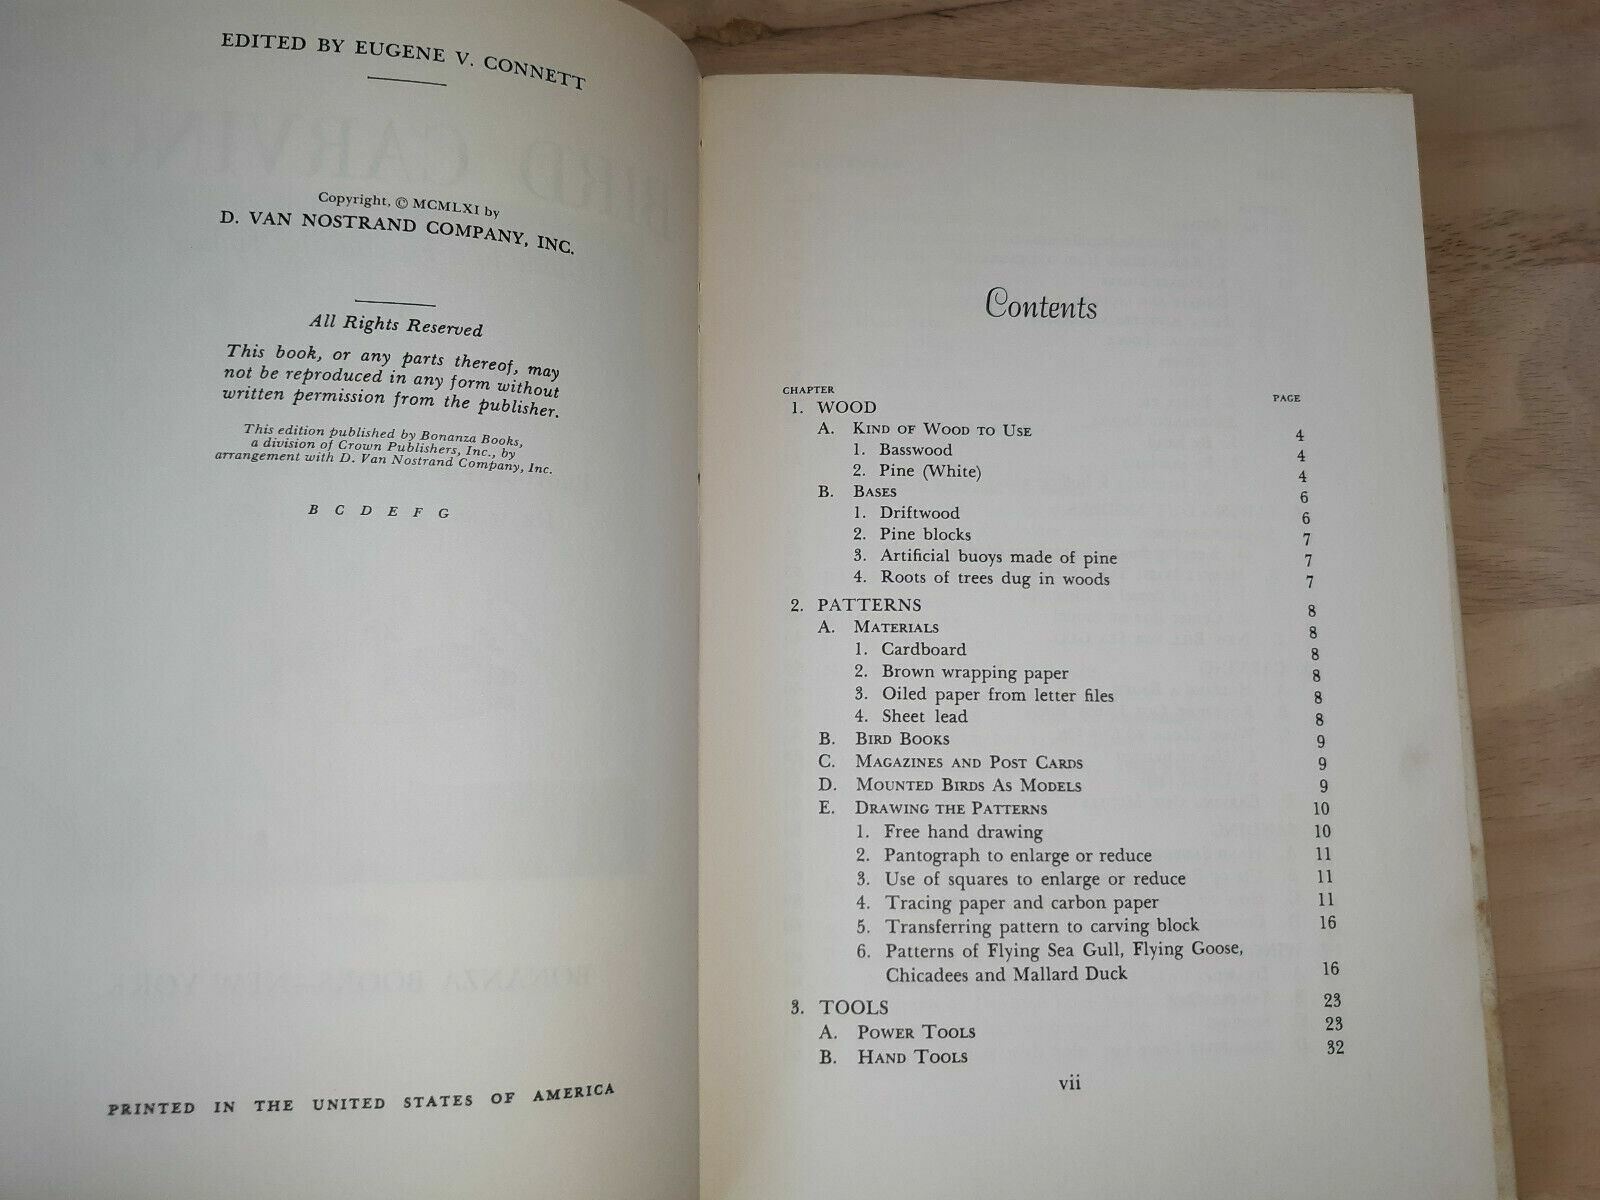 EDITED BY EUGENE V. CONNETT
Copyright, © MCMLXI by
D. VAN NOSTRAND COMPANY, INC.
All Rights Reserved
This book, or any parts thereof, may
not be reproduced in any form without
written permission from the publisher.
This edition published by Bonanza Books,
a division of Crown Publishers, Inc., by
arrangement with D. Van Nostrand Company, Inc.
B C D E F G
PRINTED IN THE UNITED STATES OF AMERICA
Contents
CHAPTER PAGE
1. WOOD
A. KIND OF WOOD TO USE 4
1. Basswood 4
2. Pine (White) 4
B. BASES 6
1. Driftwood 6
2. Pine blocks 7
3. Artificial buoys made of pine 7
4. Roots of trees dug in woods 7
2. PATTERNS 8
A. MATERIALS 8
1. Cardboard 8
2. Brown wrapping paper 8
3. Oiled paper from letter files 8
4. Sheet lead 8
B. BIRD BOOKS 9
C. MAGAZINES AND POST CARDS 9
D. MOUNTED BIRDS AS MODELS 9
E. DRAWING THE PATTERNS 10
1. Free hand drawing 10
2. Pantograph to enlarge or reduce 11
3. Use of squares to enlarge or reduce 11
4. Tracing paper and carbon paper 11
5. Transferring pattern to carving block 16
6. Patterns of Flying Sea Gull, Flying Goose,
Chicadees and Mallard Duck 16
3. TOOLS 23
A. POWER TOOLS 23
B. HAND TOOLS 32
vii